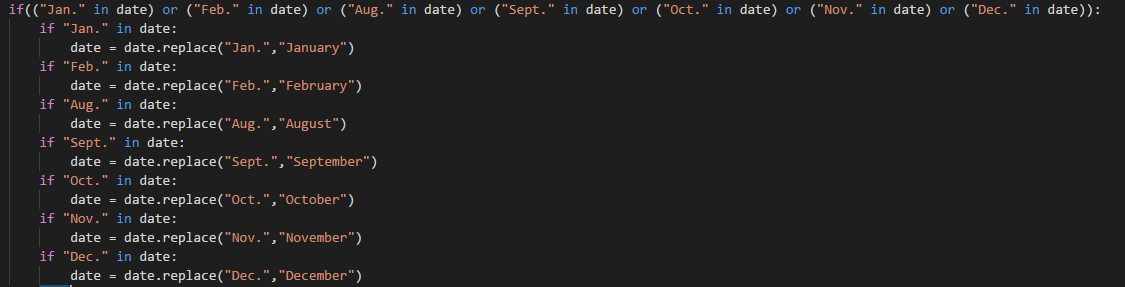 if(("Jan." in date) or ("Feb." in date) or ("Aug." in date) or ("Sept." in date) or ("Oct." in date) or ("Nov." in date) or ("Dec." in date)):
    if "Jan." in date:
        date = date.replace("Jan.","January")
    if "Feb." in date:
        date = date.replace("Feb.","February")
    if "Aug." in date:
        date = date.replace("Aug.","August")
    if "Sept." in date:
        date = date.replace("Sept.","September")
    if "Oct." in date:
        date = date.replace("Oct.","October")
    if "Nov." in date:
        date = date.replace("Nov.","November")
    if "Dec." in date:
        date = date.replace("Dec.","December")